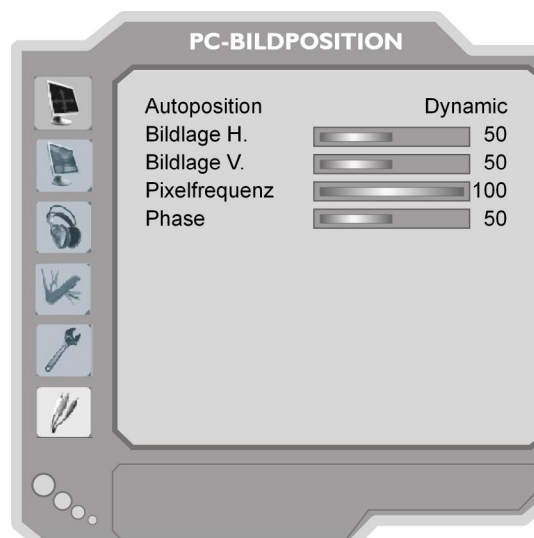 PC-BILDPOSITION
Autoposition Dynamic
Bildlage H. 50
Bildlage V. 50
Pixelfrequenz 100
Phase 50